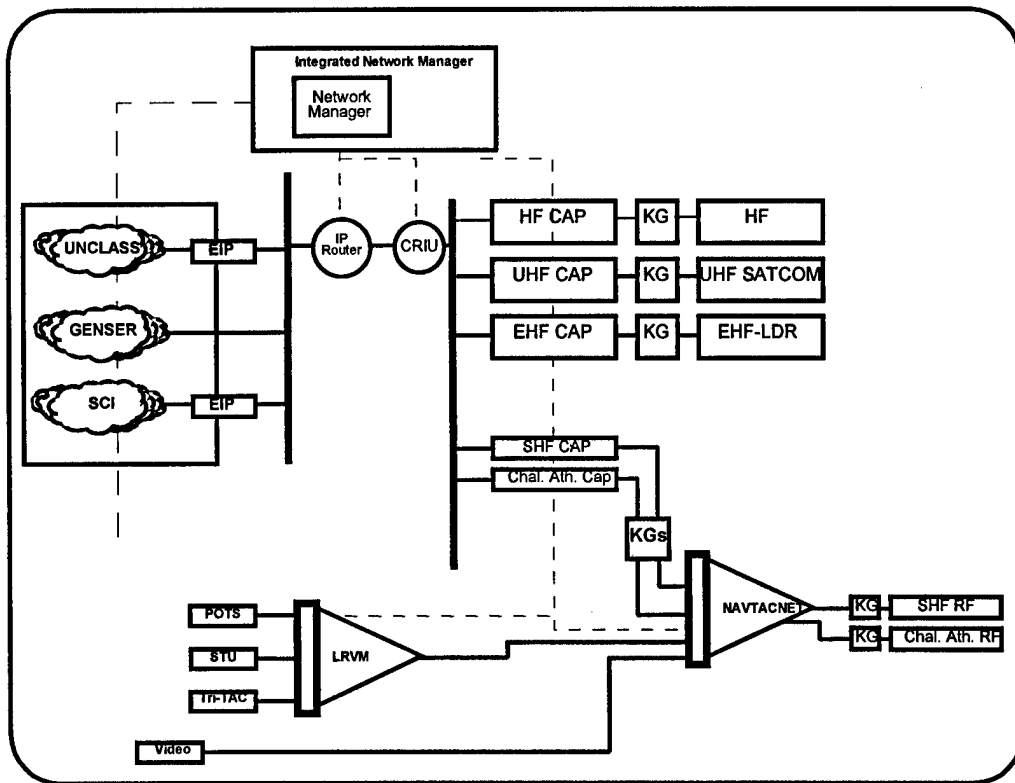 Integrated Network Manager
Network
Manager
HF CAP
KG
HF
UNCLASS
EIP
IP
Router
CRIU
UHF CAP
KG
UHF SATCOM
GENSER
EHF CAP
KG
EHF-LDR
SCI
EIP
SHF CAP
Chal. Ath. Cap
KGs
POTS
NAVTACNET
KG
SHF RF
KG
Chal. Ath. RF
STU
LRVM
Tri-TAC
Video